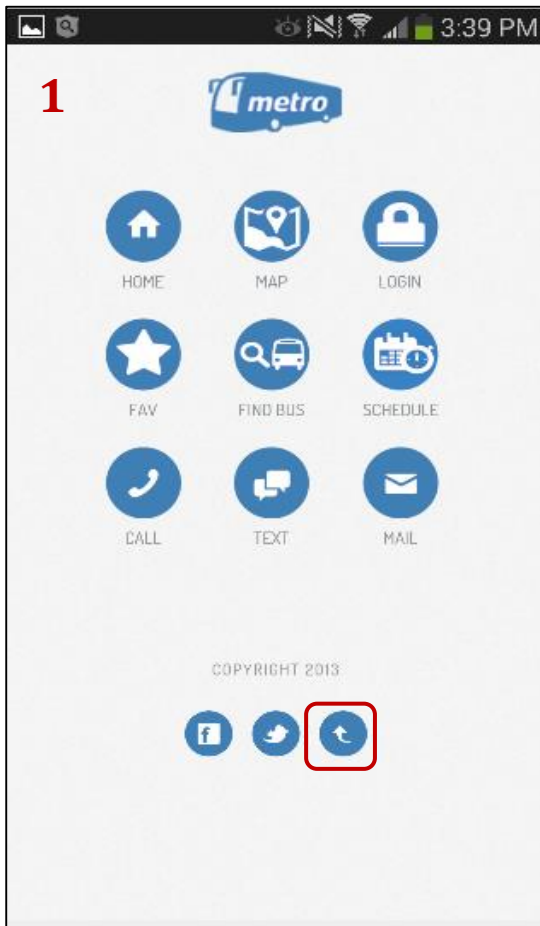 3:39 PM
1
metro
HOME MAP LOGIN
FAV FIND BUS SCHEDULE
CALL TEXT MAIL
COPYRIGHT 2013
f